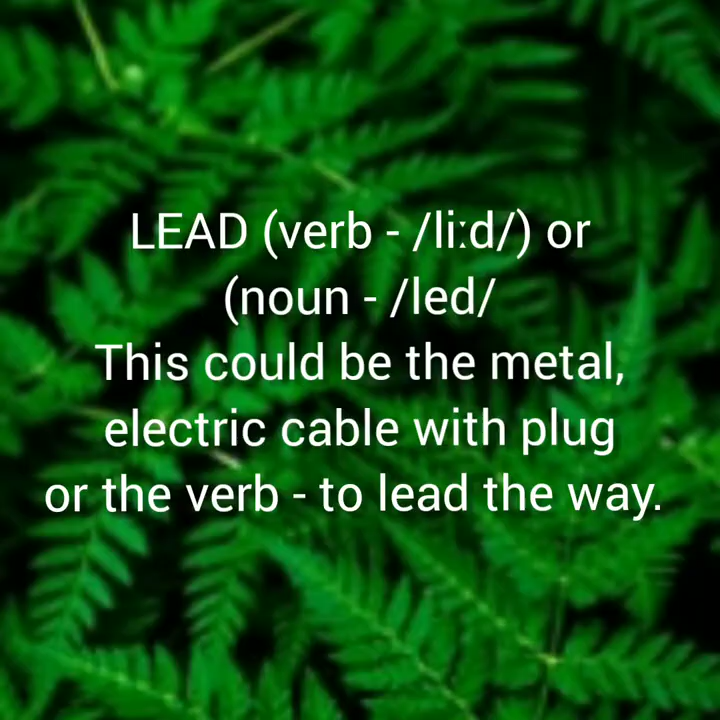 LEAD (verb - /liːd/) or
(noun - /led/
This could be the metal,
electric cable with plug
or the verb - to lead the way.